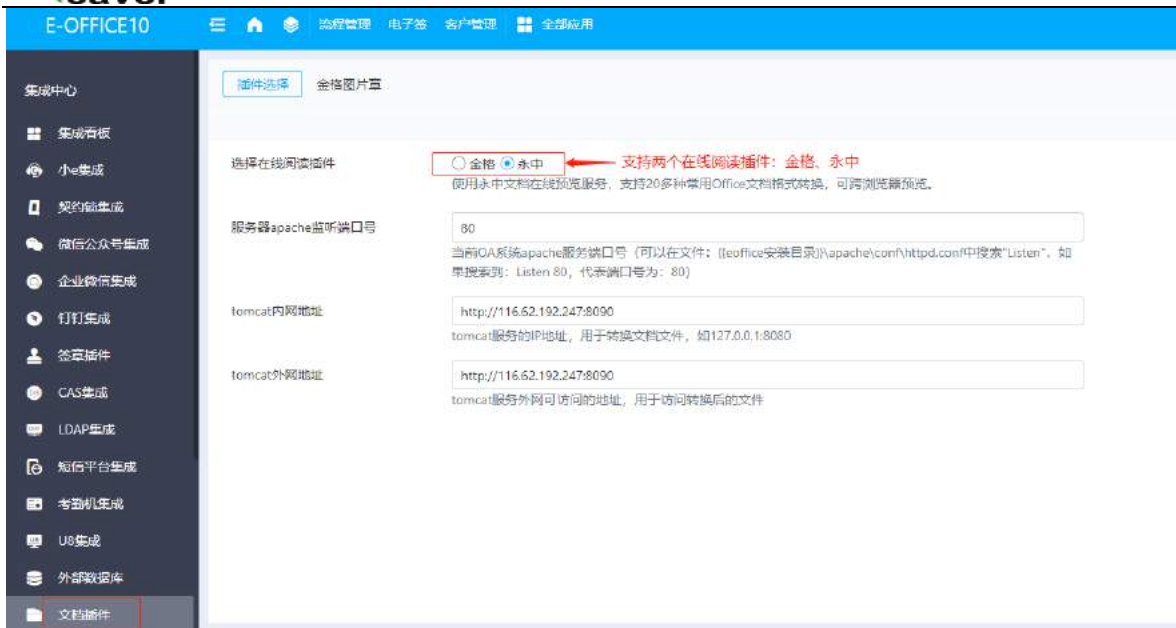 E-OFFICE10
流程管理 电子签 客户管理 全部应用
集成中心
插件选择 金格图片章
集成看板
小e集成
契约锁集成
微信公众号集成
企业微信集成
钉钉集成
签章插件
CAS集成
LDAP集成
短信平台集成
考勤机集成
U8集成
外部数据库
文档插件
选择在线阅读插件
金格 永中
支持两个在线阅读插件：金格、永中
使用永中文档在线预览服务，支持20多种常用Office文档格式转换，可跨浏览器预览。
服务器apache监听端口号
80
当前OA系统apache服务端口号（可以在文件：{{eoffice安装目录}}\apache\conf\httpd.conf中搜索"Listen"，如
果搜索到：Listen 80，代表端口号为：80）
tomcat内网地址
http://116.62.192.247:8090
tomcat服务的IP地址，用于转换文档文件，如127.0.0.1:8080
tomcat外网地址
http://116.62.192.247:8090
tomcat服务外网可访问的地址，用于访问转换后的文件